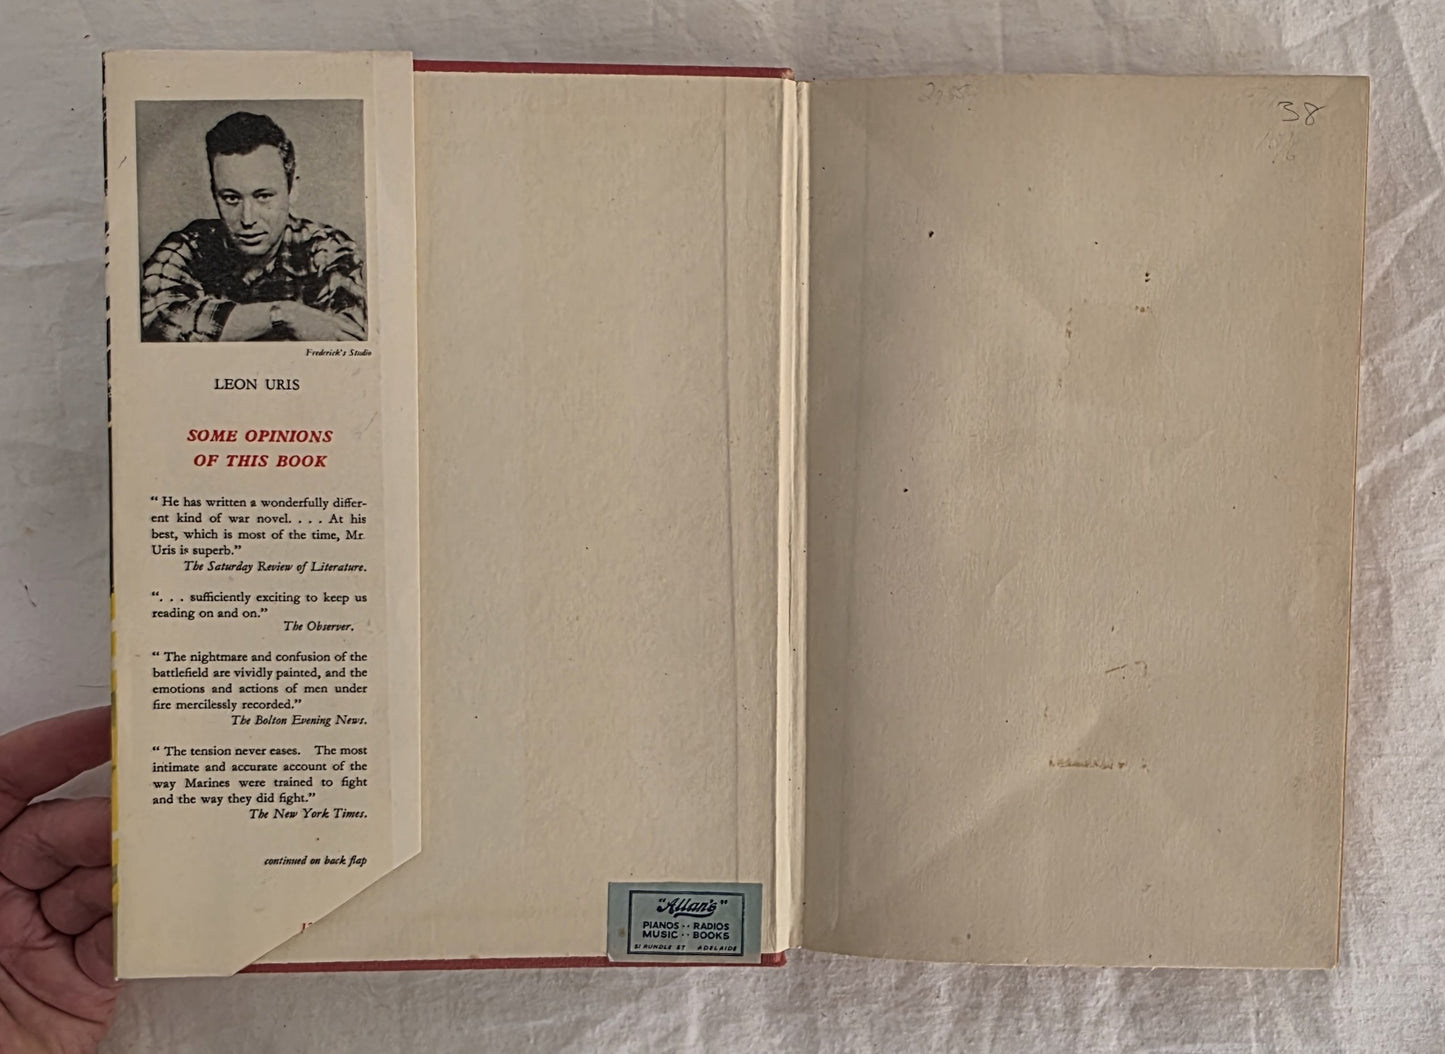 Frederick's Studio
LEON URIS
SOME OPINIONS
OF THIS BOOK
“ He has written a wonderfully differ-
ent kind of war novel. . . . At his
best, which is most of the time, Mr
Uris is superb.”
The Saturday Review of Literature.
“. . . sufficiently exciting to keep us
reading on and on.”
The Observer.
“ The nightmare and confusion of the
battlefield are vividly painted, and the
emotions and actions of men under
fire mercilessly recorded.”
The Bolton Evening News.
“ The tension never eases. The most
intimate and accurate account of the
way Marines were trained to fight
and the way they did fight.”
The New York Times.
continued on back flap
"Allan's"
PIANOS · · RADIOS
MUSIC · · BOOKS
51 RUNDLE ST ADELAIDE
38